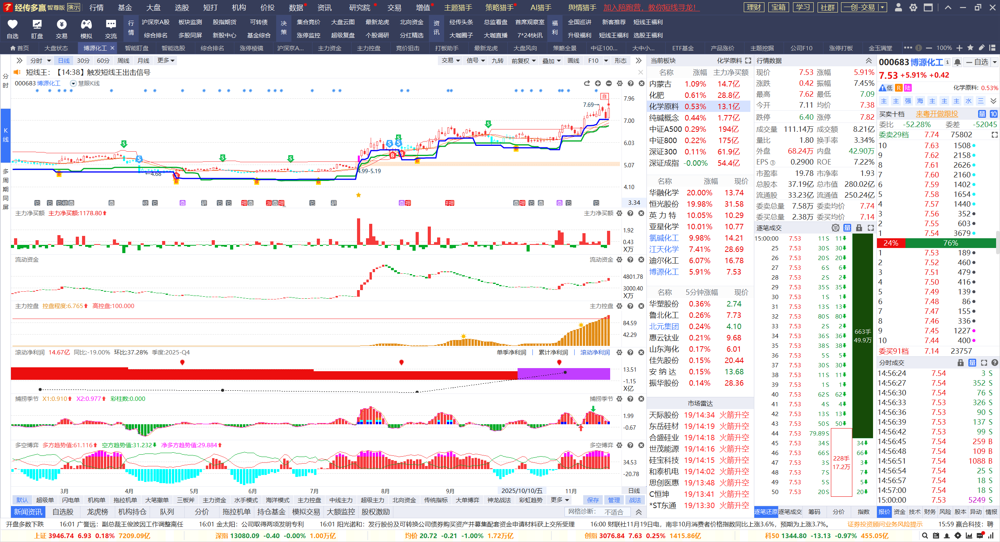 经传多赢 智尊版 演示 行情 基金 大盘 选股 短打 机构 价投 数据 资讯 研究院 交易 增值 主题猎手 策略猎手 AI猎手 舆情猎手 加入陪跑营，教你短线寻龙！ 理财 宝箱 学习 社群 一创-交易
自选 盯盘 交易 模拟 交流
行情 沪深京A股 板块监测 股指期货 可转债 决策 集合竞价 大盘云图 最新龙虎 北向资金 资讯 经传头条 总监看盘 首席观察室 福利 全国巡讲 新客推荐 短线王福利
综合排名 多股同屏 新股中心 基金综合 涨停监控 超级复盘 个股调研 分红精选 大咖圈子 大咖直播 7*24快讯 升级福利 短线王福利 选股王福利
首页 大盘状态 博源化工 智能盯盘 智能选股 综合排名 涨停棱镜 沪深京A... 主力资金 主力控盘 竞价狙击 打板助手 最新龙虎 大盘风向 策略全景 中证100... 大中小... ETF基金 产品涨价 主题挖掘 公司F10 涨停打板 金玉满堂 100%
分时 日线 30分 60分 周线 月线 更多 交易 信号 九转 前复权 叠加 画线 F10 形态
短线王：【14:38】触发短线王出击信号
分时
K线
多周期同屏
000683 博源化工 慧眼K线
7.96
7.00
6.03
5.07
4.10
3.34
自
7.69→
←4.68
4.99-5.19
主力净买额 主力净买额:1178.80 主力净买额
1.92
0.43
X万
流动资金 流动资金
4801.78
3000.40
X万
主力控盘 控盘程度:6.765 高控盘:100.000 主力控盘
84.59
42.29
滚动净利润 14.67亿 同比:-19.00% 环比:37.28% 季度:2025-Q4 单季净利润 累计净利润 滚动净利润
13.51
-1.15
X亿
捕捞季节 X1:0.910 X2:0.977 彩柱数:0.000 捕捞季节
1.99
-0.67
多空博弈 多方趋势值:61.116 空方趋势值:31.232 净多方趋势值:29.884 多空博弈
34.53
-20.78
3月 4月 5月 6月 7月 8月 9月 2025/10/10/五 11月 日线
默认 超级单 闪电单 机构单 拖拉机单 大笔撤单 三板斧 主力资金 水手模式 海洋模式 主力控盘 中线主力 超级主力 北向资金 传统指标 大单博弈 神龙战法 彩虹趋势 更多 保存 管理 战法
新闻资讯 自选股 龙虎榜 机构持仓 队列 分价 拖拉机单 持仓基金 模拟交易 大额监控 股权激励 网格诊断： 不适合
当前板块 化学原料
名称 涨幅 主力净买额
内蒙古 1.09% 14.7亿
化肥 0.61% 28.8亿
化学原料 0.53% 13.1亿
纯碱概念 0.44% 1.77亿
中证A500 0.29% 194亿
中证800 0.22% 175亿
深证300 0.11% 61.9亿
深证成指 -0.00% 54.4亿
名称 涨幅 现价
华融化学 20.00% 13.74
恒光股份 19.98% 31.58
英力特 10.05% 10.29
亚星化学 10.01% 10.77
氯碱化工 9.98% 14.21
江天化学 7.41% 28.69
迪尔化工 6.07% 16.78
博源化工 5.91% 7.53
名称 5分钟涨幅 现价
华塑股份 0.36% 2.74
鲁北化工 0.26% 7.73
北元集团 0.24% 4.10
惠云钛业 0.21% 9.68
山东海化 0.17% 6.01
佳先股份 0.15% 20.44
安纳达 0.15% 13.68
振华股份 0.14% 28.36
市场雷达
天际股份 19/14:34 火箭升空
东岳硅材 19/14:19 火箭升空
合盛硅业 19/14:18 火箭升空
世茂能源 19/14:16 火箭升空
硅宝科技 19/14:15 火箭升空
和泰机电 19/14:02 火箭升空
思创医惠 19/13:48 火箭升空
C恒坤 19/13:41 火箭升空
*ST东通 19/13:30 火箭升空
行情数据
现价 7.53 涨幅 5.91%
涨跌 0.42 振幅 7.45%
最高 7.62 最低 7.09
今开 7.11 均价 7.38
跌停 6.40 涨停 7.82
成交量 111.14万 成交额 8.21亿
量比 1.80 换手率 3.34%
外盘 68.24万 内盘 42.90万
EPS③ 0.2900 ROE 7.22%
市盈率 19.78 市净率 1.93
总股本 37.19亿 总市值 280.02亿
流通股 33.23亿 流通值 250.24亿
委卖总量 7.58万 委卖均价 7.74
委买总量 2.38万 委买均价 7.14
逐笔成交 量
15:00:00 7.53 11 S 11
25 7.53 30 S 30
26 7.53 20 S 20
27 7.53 6 S 6
28 7.53 2 S 2
29 7.53 35 S 35
30 7.53 1 S 1
31 7.53 13 S 13
32 7.53 80 S 80
33 7.53 2 S 2
34 7.53 36 S 36
35 7.53 38 S 38
36 7.53 5 S 5
37 7.53 30 S 30
38 7.53 11 S 11
39 7.53 1 S 1
40 7.53 62 S 62
41 7.53 4 S 4
42 7.53 13 S 13
43 7.53 50 S 50
44 7.53 79.89 S
45 7.53 34 S 34
46 7.53 66 S 66
47 7.53 3 S 3
48 7.53 7 S 7
49 7.53 5 S 5
50 7.53 20 S 20
663手
49.9万
228手
17.2万
逐笔还原 逐笔成交 筹码 分价 指数
000683 博源化工 自选
7.53 +5.91% +0.42
低 R 陆 化学原料: 0.53%
主 主 强 海 主 主 主 水 三
买卖十档 来粤开做跟投 量 10
委比 -52.28% 委差 -52045
委卖29档 7.74 75802
10 7.63 1508
9 7.62 2158
8 7.61 2626
7 7.60 2160
6 7.59 1402
5 7.58 1654
4 7.57 1440
3 7.56 352
2 7.55 603
1 7.54 3679
24% 76%
1 7.53 189
2 7.52 460
3 7.51 479
4 7.50 416
5 7.49 139
6 7.48 86
7 7.47 155
8 7.46 336
9 7.45 1227
10 7.44 400
委买91档 7.14 23757
分时成交 量
14:56:24 7.54 3 S
14:56:27 7.54 352 S
14:56:30 7.54 76 S
14:56:33 7.53 326 S
14:56:36 7.53 90 S
14:56:39 7.53 137 S
14:56:42 7.53 99 S
14:56:45 7.54 259 B
14:56:48 7.54 109 B
14:56:51 7.54 1088 B
14:56:54 7.54 25 S
14:56:57 7.54 18 S
14:57:00 7.54 18 S
15:00:00 7.53 5249 S
报价 资金 技术 财务 风险 股本 异动 情报
开盘多数下跌 16:01 广誉远：副总裁王俊波因工作调整离任 16:01 金太阳：公司取得两项发明专利 16:01 阳光诺和：发行股份及可转换公司债券购买资产并募集配套资金申请材料获上交所受理 16:00 财联社11月19日电，南非10月消费者价格指数同比上涨3.6%，预期为上涨3.7%。 证券投资顾问业务风险提示 15:59 赢合科技：聘
上证 3946.74 6.93 0.18% 7209.09亿 深指 13080.09 -0.40 -0.00% 1.00万亿 均价 20.72 -0.21 -1.00% 1.72万亿 创指 3076.84 7.63 0.25% 1415.86亿 科50 1344.80 -13.13 -0.97% 455.05亿